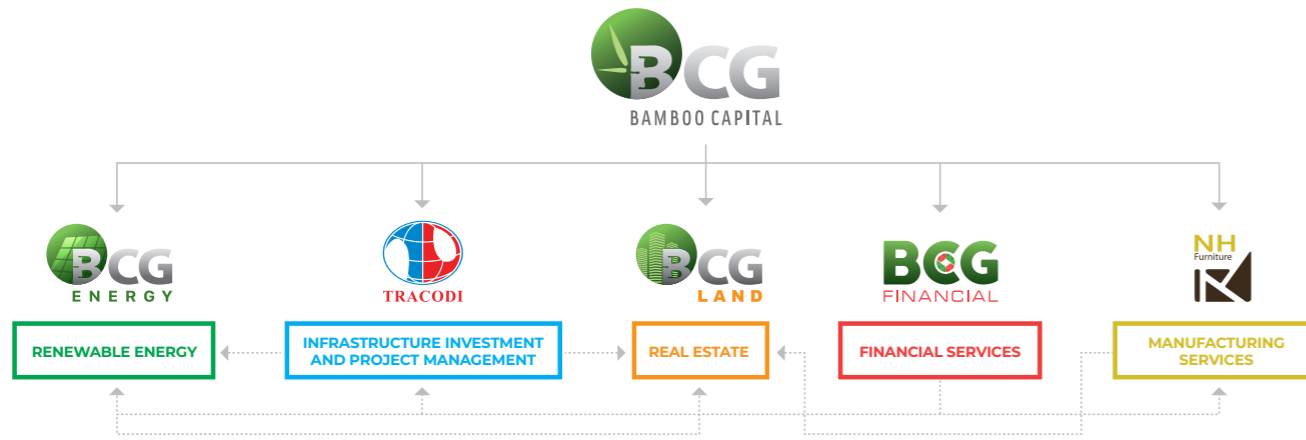 BCG
BAMBOO CAPITAL
BCG
ENERGY
TRACODI
BCG
LAND
BCG
FINANCIAL
NH
Furniture
RENEWABLE ENERGY
INFRASTRUCTURE INVESTMENT
AND PROJECT MANAGEMENT
REAL ESTATE
FINANCIAL SERVICES
MANUFACTURING
SERVICES